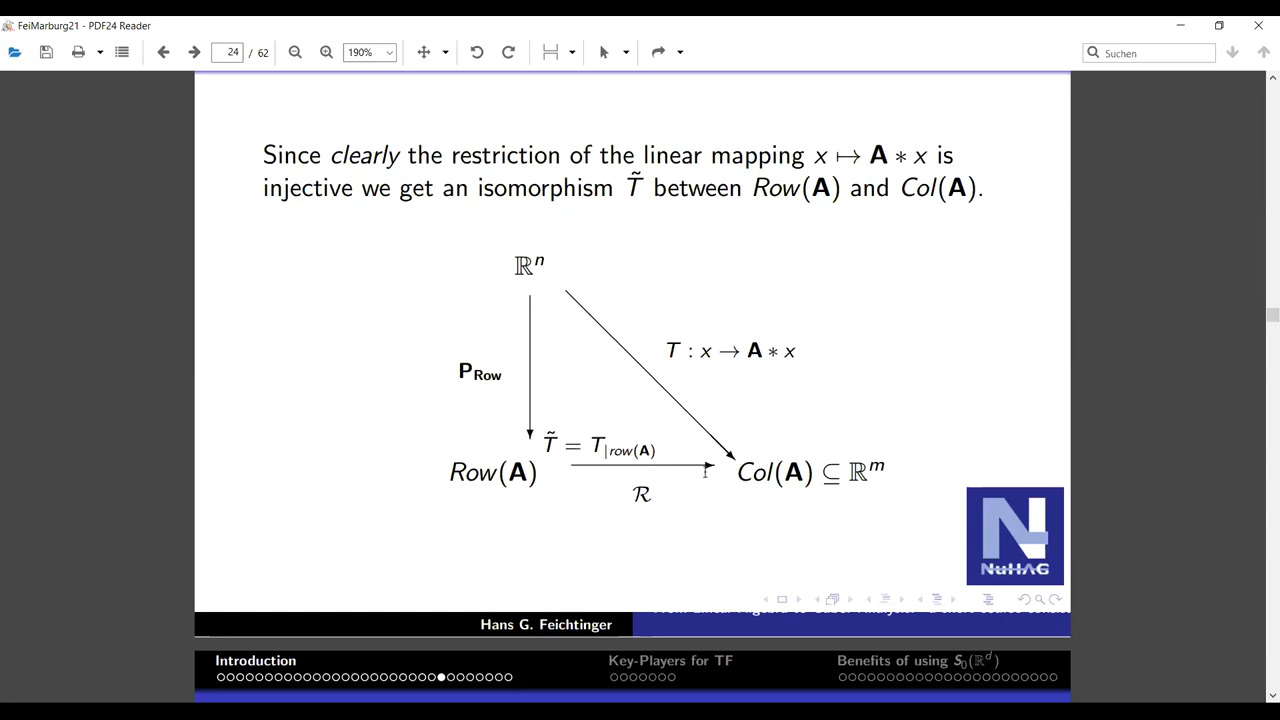 FeiMarburg21 - PDF24 Reader
24 / 62
190%
Suchen
Since clearly the restriction of the linear mapping x ↦ A ∗ x is
injective we get an isomorphism T̃ between Row(A) and Col(A).
ℝⁿ
T : x → A ∗ x
P_Row
T̃ = T_|row(A)
Row(A)
Col(A) ⊆ ℝᵐ
ℛ
N
NuHAG
Hans G. Feichtinger
Introduction
Key-Players for TF
Benefits of using S₀(ℝᵈ)